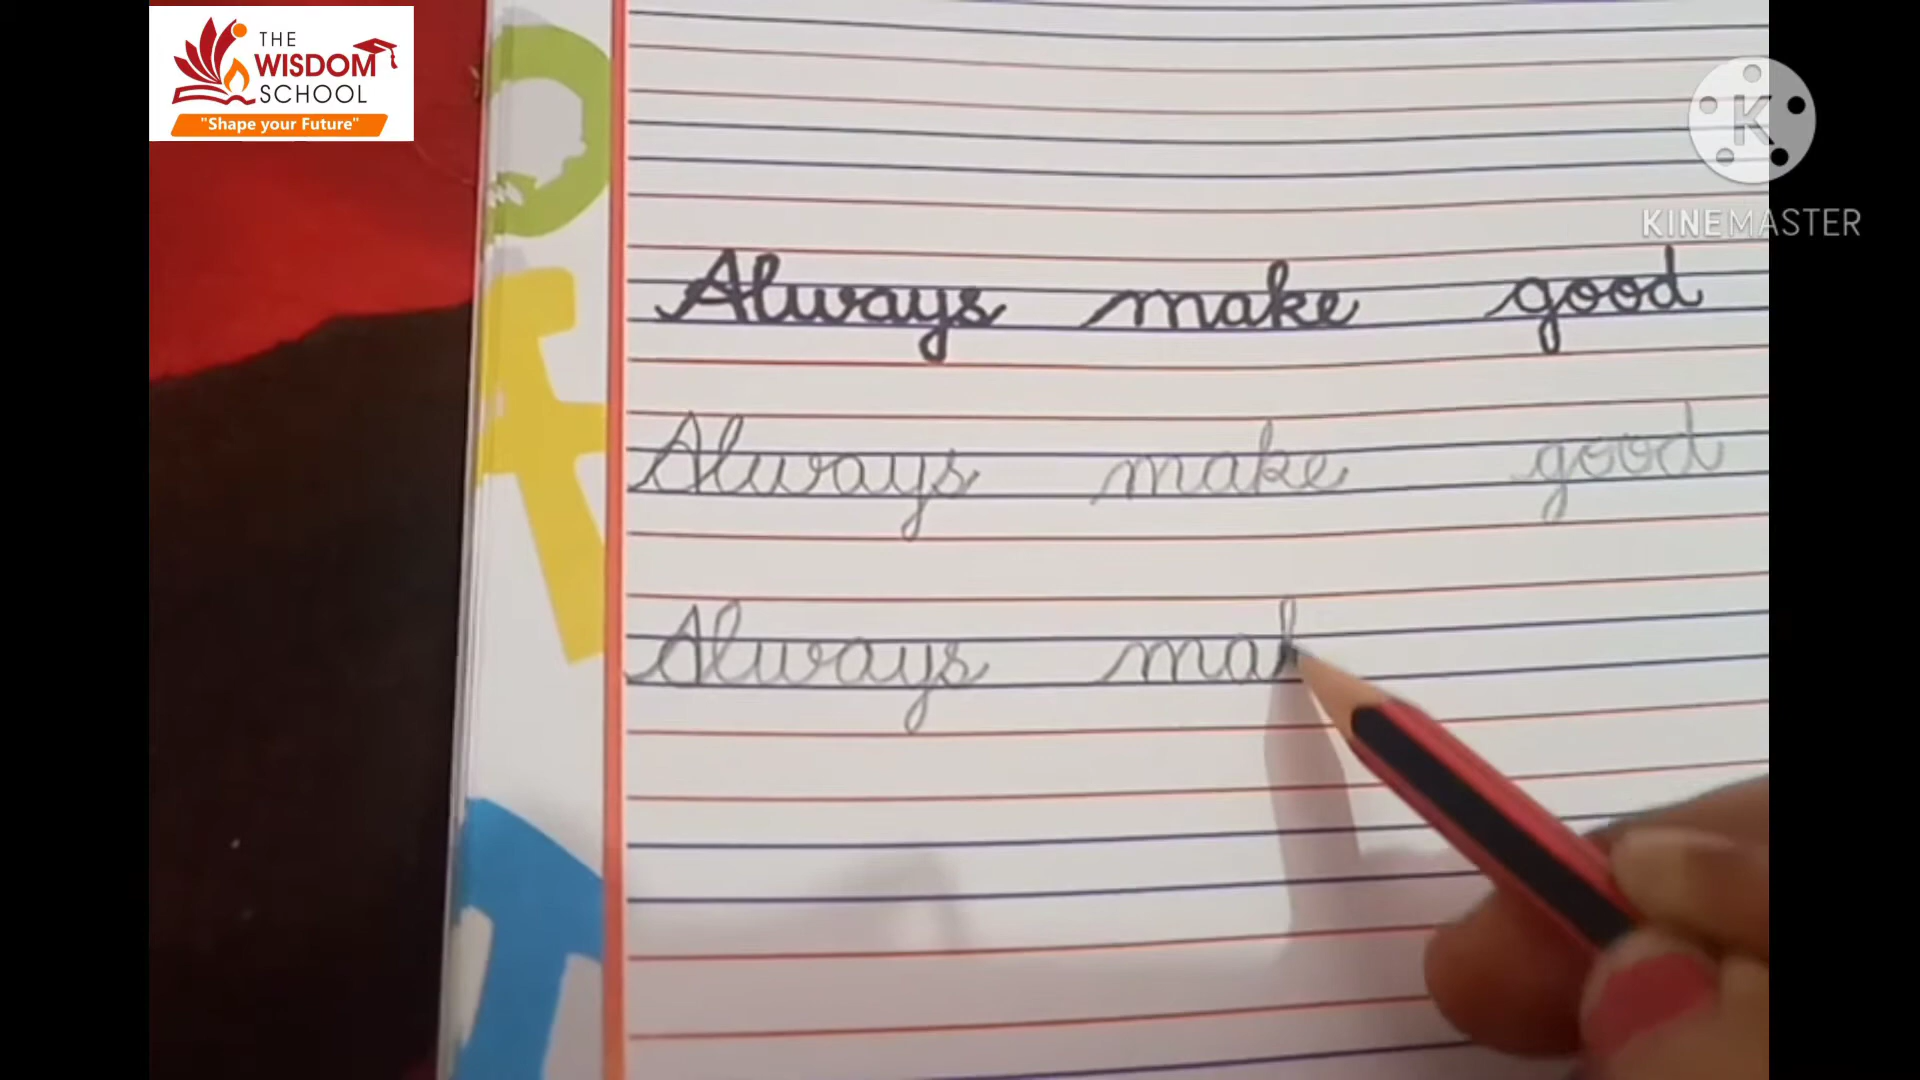 THE
WISDOM
SCHOOL
"Shape your Future"
K
KINEMASTER
Always make good
Always make good
Always mak